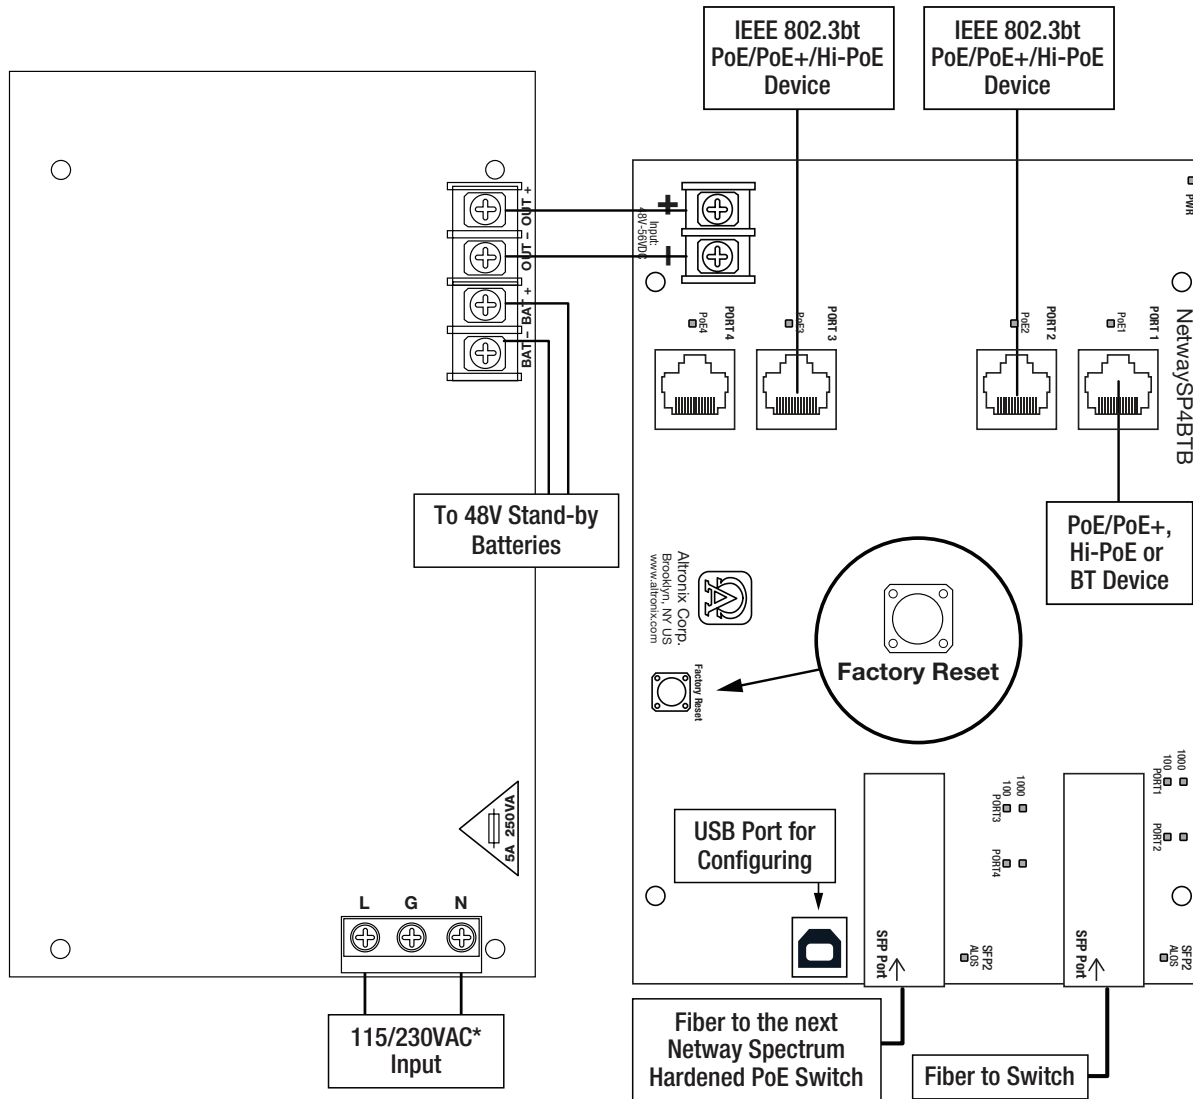 IEEE 802.3bt
PoE/PoE+/Hi-PoE
Device
IEEE 802.3bt
PoE/PoE+/Hi-PoE
Device
OUT +
OUT −
BAT +
BAT −
+
Input:
48V-56VDC
−
PWR
PORT 4
PoE4
PORT 3
PoE3
PORT 2
PoE2
PORT 1
PoE1
NetwaySP4BTB
To 48V Stand-by
Batteries
PoE/PoE+,
Hi-PoE or
BT Device
Altronix Corp.
Brooklyn, NY US
www.altronix.com
Factory Reset
Factory Reset
5A 250VA
L G N
115/230VAC*
Input
USB Port for
Configuring
1000
100
PORT3
PORT4
1000
100
PORT1
PORT2
SFP Port
SFP2
ALOS
SFP Port
SFP2
ALOS
Fiber to the next
Netway Spectrum
Hardened PoE Switch
Fiber to Switch